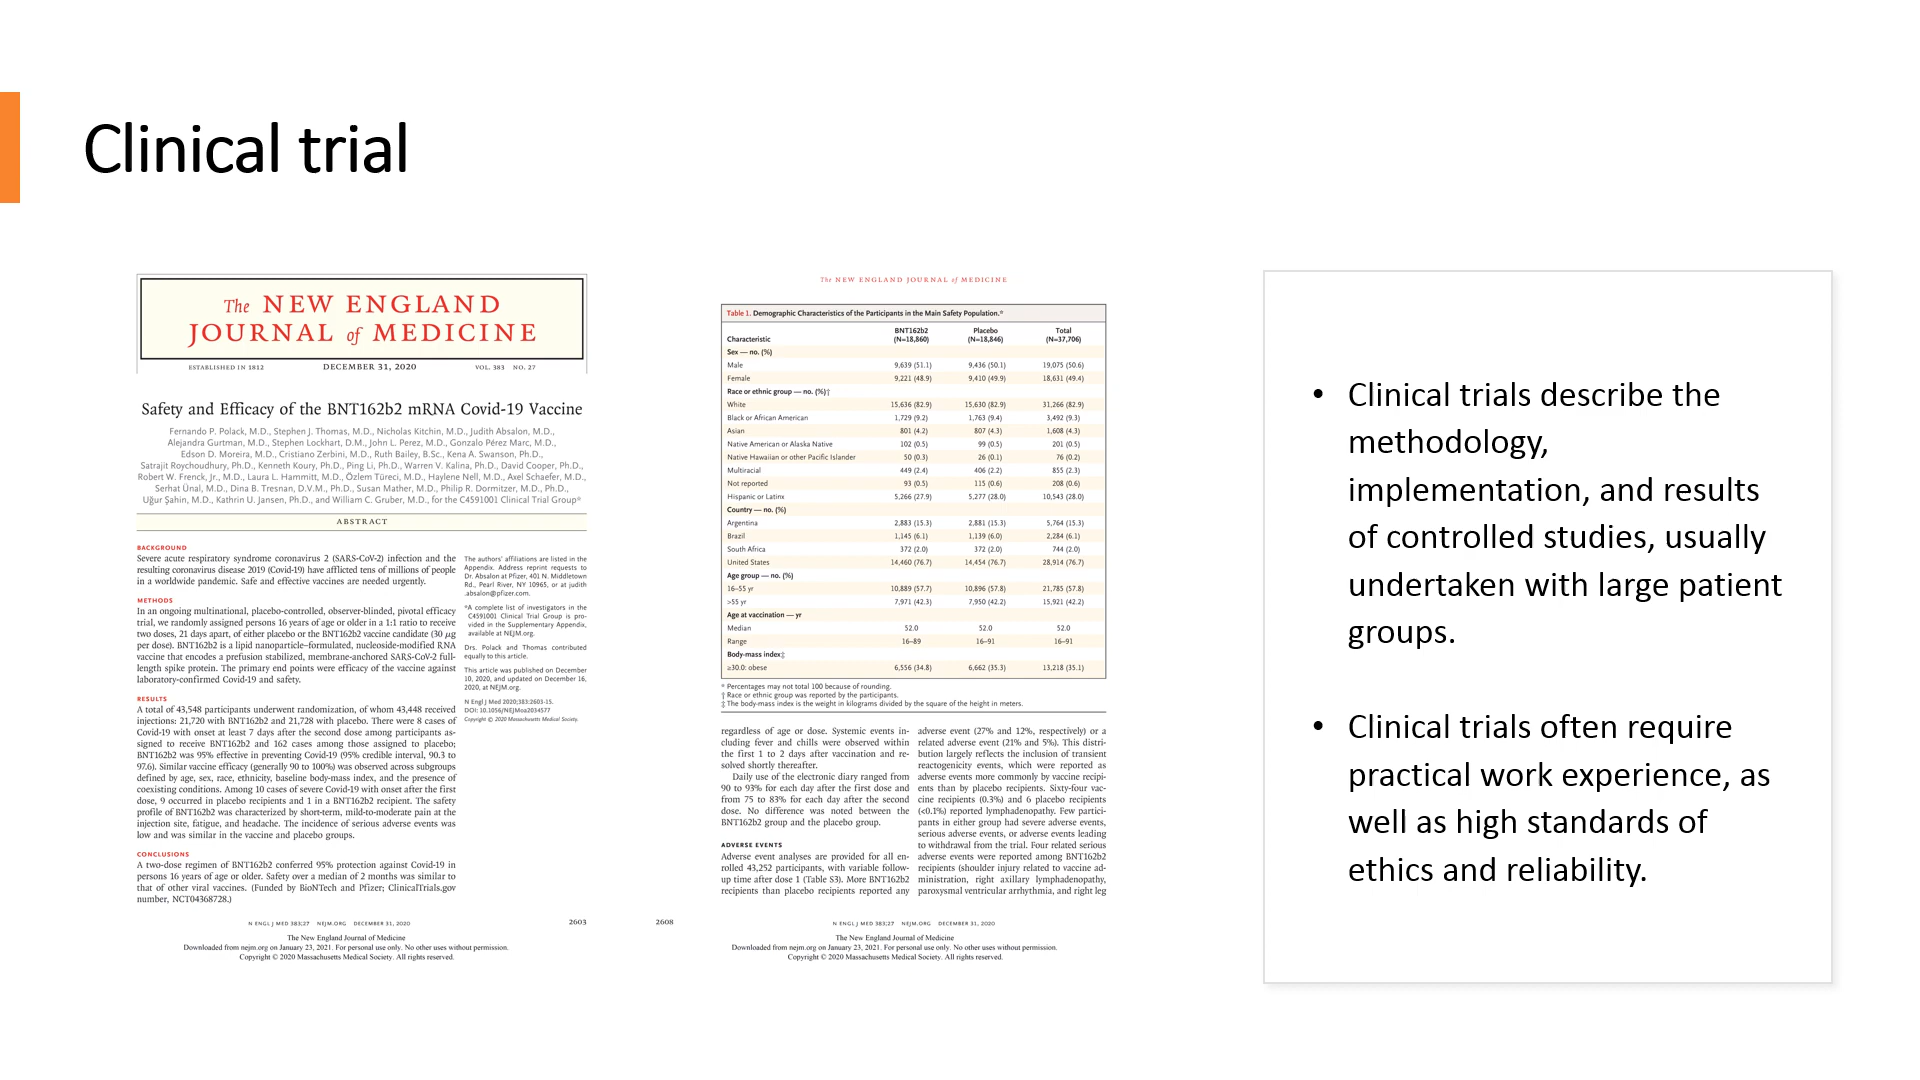 Clinical trial
The NEW ENGLAND
JOURNAL of MEDICINE
ESTABLISHED IN 1812 DECEMBER 31, 2020 VOL. 383 NO. 27
Safety and Efficacy of the BNT162b2 mRNA Covid-19 Vaccine
Fernando P. Polack, M.D., Stephen J. Thomas, M.D., Nicholas Kitchin, M.D., Judith Absalon, M.D.,
Alejandra Gurtman, M.D., Stephen Lockhart, D.M., John L. Perez, M.D., Gonzalo Pérez Marc, M.D.,
Edson D. Moreira, M.D., Cristiano Zerbini, M.D., Ruth Bailey, B.Sc., Kena A. Swanson, Ph.D.,
Satrajit Roychoudhury, Ph.D., Kenneth Koury, Ph.D., Ping Li, Ph.D., Warren V. Kalina, Ph.D., David Cooper, Ph.D.,
Robert W. Frenck, Jr., M.D., Laura L. Hammitt, M.D., Özlem Türeci, M.D., Haylene Nell, M.D., Axel Schaefer, M.D.,
Serhat Ünal, M.D., Dina B. Tresnan, D.V.M., Ph.D., Susan Mather, M.D., Philip R. Dormitzer, M.D., Ph.D.,
Uğur Şahin, M.D., Kathrin U. Jansen, Ph.D., and William C. Gruber, M.D., for the C4591001 Clinical Trial Group*
ABSTRACT
BACKGROUND
Severe acute respiratory syndrome coronavirus 2 (SARS-CoV-2) infection and the
resulting coronavirus disease 2019 (Covid-19) have afflicted tens of millions of people
in a worldwide pandemic. Safe and effective vaccines are needed urgently.
METHODS
In an ongoing multinational, placebo-controlled, observer-blinded, pivotal efficacy
trial, we randomly assigned persons 16 years of age or older in a 1:1 ratio to receive
two doses, 21 days apart, of either placebo or the BNT162b2 vaccine candidate (30 μg
per dose). BNT162b2 is a lipid nanoparticle–formulated, nucleoside-modified RNA
vaccine that encodes a prefusion stabilized, membrane-anchored SARS-CoV-2 full-
length spike protein. The primary end points were efficacy of the vaccine against
laboratory-confirmed Covid-19 and safety.
RESULTS
A total of 43,548 participants underwent randomization, of whom 43,448 received
injections: 21,720 with BNT162b2 and 21,728 with placebo. There were 8 cases of
Covid-19 with onset at least 7 days after the second dose among participants as-
signed to receive BNT162b2 and 162 cases among those assigned to placebo;
BNT162b2 was 95% effective in preventing Covid-19 (95% credible interval, 90.3 to
97.6). Similar vaccine efficacy (generally 90 to 100%) was observed across subgroups
defined by age, sex, race, ethnicity, baseline body-mass index, and the presence of
coexisting conditions. Among 10 cases of severe Covid-19 with onset after the first
dose, 9 occurred in placebo recipients and 1 in a BNT162b2 recipient. The safety
profile of BNT162b2 was characterized by short-term, mild-to-moderate pain at the
injection site, fatigue, and headache. The incidence of serious adverse events was
low and was similar in the vaccine and placebo groups.
CONCLUSIONS
A two-dose regimen of BNT162b2 conferred 95% protection against Covid-19 in
persons 16 years of age or older. Safety over a median of 2 months was similar to
that of other viral vaccines. (Funded by BioNTech and Pfizer; ClinicalTrials.gov
number, NCT04368728.)
The authors' affiliations are listed in the
Appendix. Address reprint requests to
Dr. Absalon at Pfizer, 401 N. Middletown
Rd., Pearl River, NY 10965, or at judith
.absalon@pfizer.com.
*A complete list of investigators in the
C4591001 Clinical Trial Group is pro-
vided in the Supplementary Appendix,
available at NEJM.org.
Drs. Polack and Thomas contributed
equally to this article.
This article was published on December
10, 2020, and updated on December 16,
2020, at NEJM.org.
N Engl J Med 2020;383:2603-15.
DOI: 10.1056/NEJMoa2034577
Copyright © 2020 Massachusetts Medical Society.
N ENGL J MED 383;27 NEJM.ORG DECEMBER 31, 2020 2603
The New England Journal of Medicine
Downloaded from nejm.org on January 23, 2021. For personal use only. No other uses without permission.
Copyright © 2020 Massachusetts Medical Society. All rights reserved.
The NEW ENGLAND JOURNAL of MEDICINE
Table 1. Demographic Characteristics of the Participants in the Main Safety Population.*
Characteristic BNT162b2 (N=18,860) Placebo (N=18,846) Total (N=37,706)
Sex — no. (%)
Male 9,639 (51.1) 9,436 (50.1) 19,075 (50.6)
Female 9,221 (48.9) 9,410 (49.9) 18,631 (49.4)
Race or ethnic group — no. (%)†
White 15,636 (82.9) 15,630 (82.9) 31,266 (82.9)
Black or African American 1,729 (9.2) 1,763 (9.4) 3,492 (9.3)
Asian 801 (4.2) 807 (4.3) 1,608 (4.3)
Native American or Alaska Native 102 (0.5) 99 (0.5) 201 (0.5)
Native Hawaiian or other Pacific Islander 50 (0.3) 26 (0.1) 76 (0.2)
Multiracial 449 (2.4) 406 (2.2) 855 (2.3)
Not reported 93 (0.5) 115 (0.6) 208 (0.6)
Hispanic or Latinx 5,266 (27.9) 5,277 (28.0) 10,543 (28.0)
Country — no. (%)
Argentina 2,883 (15.3) 2,881 (15.3) 5,764 (15.3)
Brazil 1,145 (6.1) 1,139 (6.0) 2,284 (6.1)
South Africa 372 (2.0) 372 (2.0) 744 (2.0)
United States 14,460 (76.7) 14,454 (76.7) 28,914 (76.7)
Age group — no. (%)
16–55 yr 10,889 (57.7) 10,896 (57.8) 21,785 (57.8)
>55 yr 7,971 (42.3) 7,950 (42.2) 15,921 (42.2)
Age at vaccination — yr
Median 52.0 52.0 52.0
Range 16–89 16–91 16–91
Body-mass index‡
≥30.0: obese 6,556 (34.8) 6,662 (35.3) 13,218 (35.1)
* Percentages may not total 100 because of rounding.
† Race or ethnic group was reported by the participants.
‡ The body-mass index is the weight in kilograms divided by the square of the height in meters.
regardless of age or dose. Systemic events in-
cluding fever and chills were observed within
the first 1 to 2 days after vaccination and re-
solved shortly thereafter.
Daily use of the electronic diary ranged from
90 to 93% for each day after the first dose and
from 75 to 83% for each day after the second
dose. No difference was noted between the
BNT162b2 group and the placebo group.
ADVERSE EVENTS
Adverse event analyses are provided for all en-
rolled 43,252 participants, with variable follow-
up time after dose 1 (Table S3). More BNT162b2
recipients than placebo recipients reported any
adverse event (27% and 12%, respectively) or a
related adverse event (21% and 5%). This distri-
bution largely reflects the inclusion of transient
reactogenicity events, which were reported as
adverse events more commonly by vaccine recipi-
ents than by placebo recipients. Sixty-four vac-
cine recipients (0.3%) and 6 placebo recipients
(<0.1%) reported lymphadenopathy. Few partici-
pants in either group had severe adverse events,
serious adverse events, or adverse events leading
to withdrawal from the trial. Four related serious
adverse events were reported among BNT162b2
recipients (shoulder injury related to vaccine ad-
ministration, right axillary lymphadenopathy,
paroxysmal ventricular arrhythmia, and right leg
2608 N ENGL J MED 383;27 NEJM.ORG DECEMBER 31, 2020
The New England Journal of Medicine
Downloaded from nejm.org on January 23, 2021. For personal use only. No other uses without permission.
Copyright © 2020 Massachusetts Medical Society. All rights reserved.
• Clinical trials describe the
methodology,
implementation, and results
of controlled studies, usually
undertaken with large patient
groups.
• Clinical trials often require
practical work experience, as
well as high standards of
ethics and reliability.